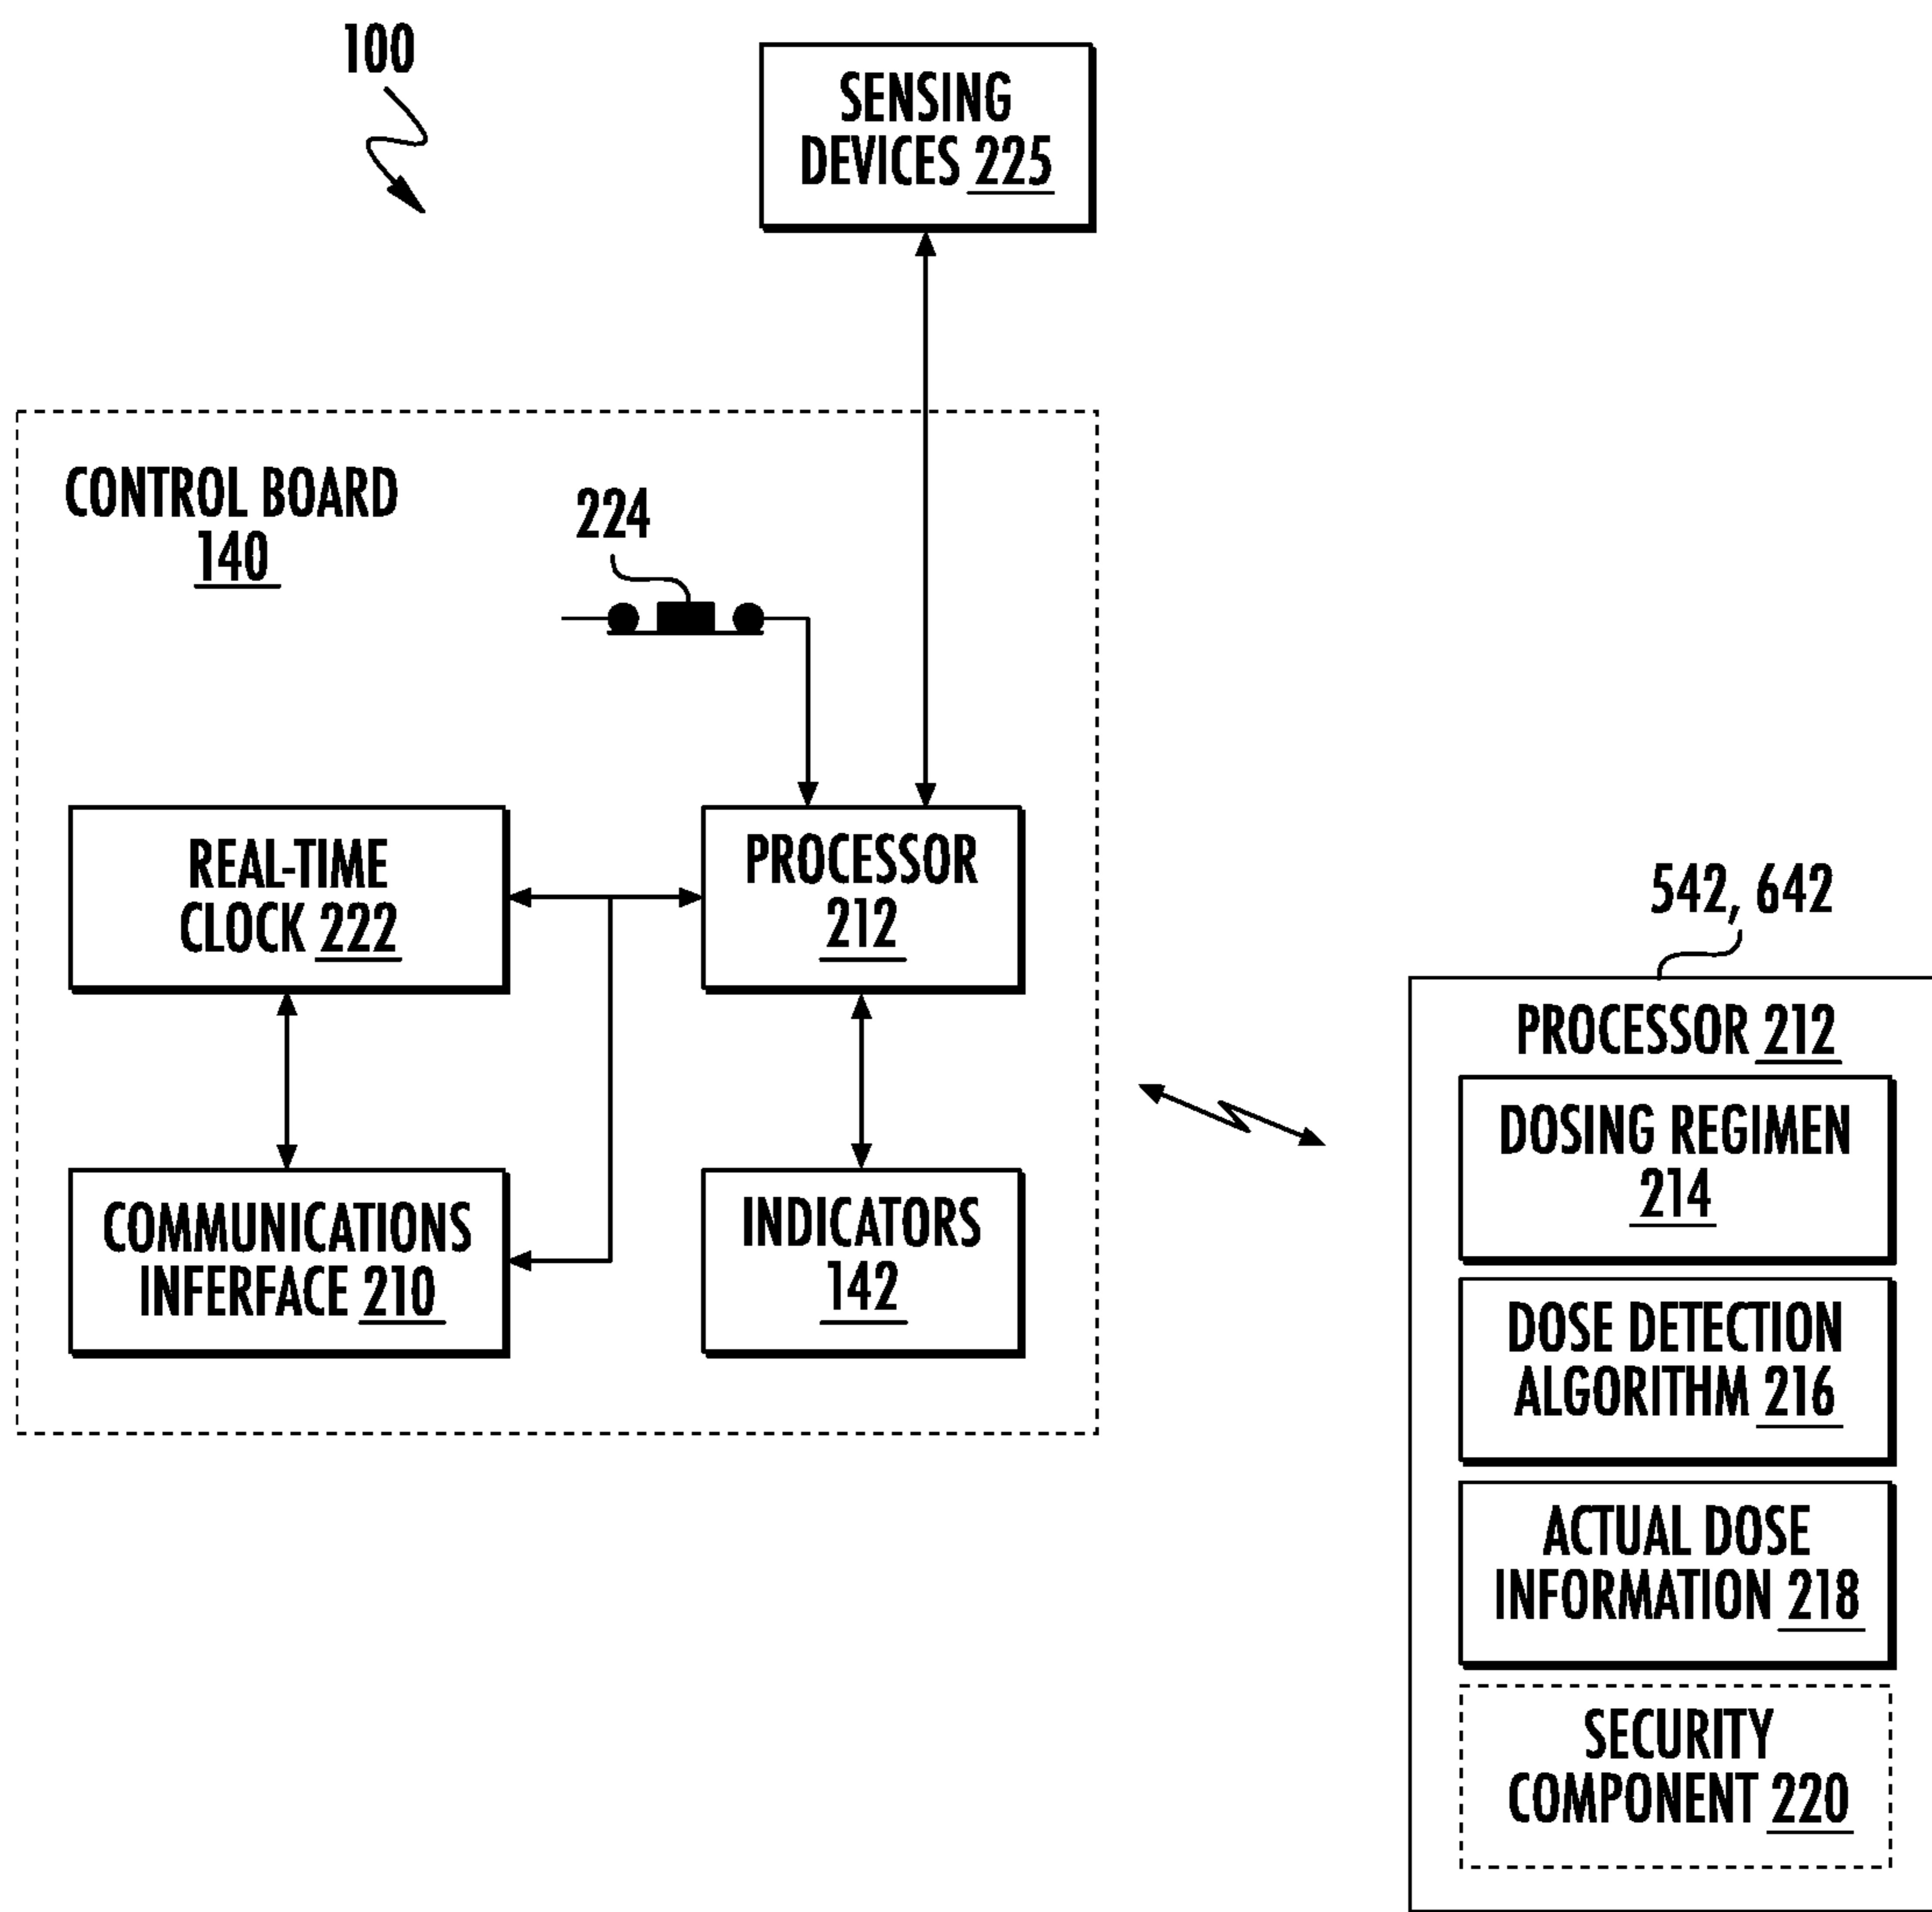 100
SENSING
DEVICES 225
CONTROL BOARD
140
224
REAL-TIME
CLOCK 222
PROCESSOR
212
COMMUNICATIONS
INFERFACE 210
INDICATORS
142
542, 642
PROCESSOR 212
DOSING REGIMEN
214
DOSE DETECTION
ALGORITHM 216
ACTUAL DOSE
INFORMATION 218
SECURITY
COMPONENT 220